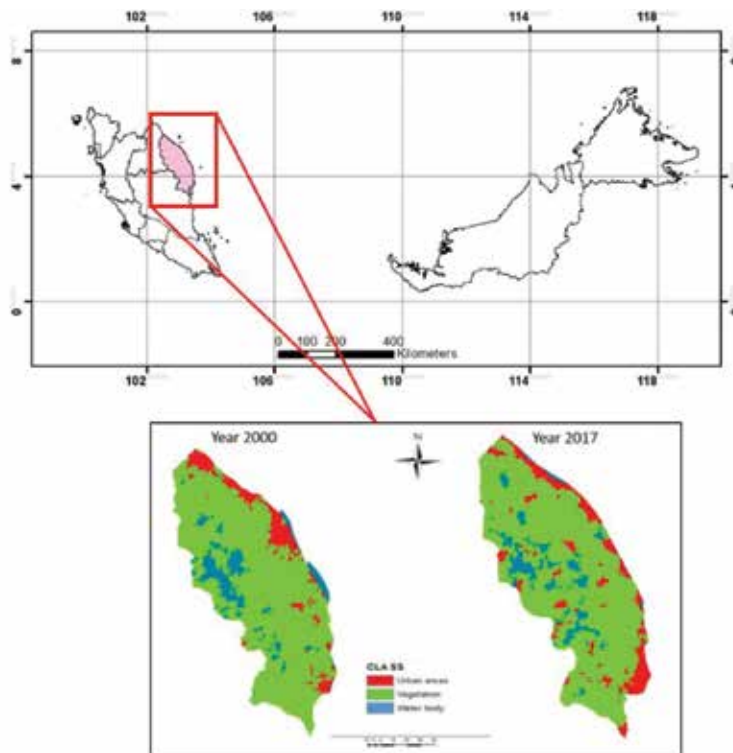 102 106 110 114 118
8
4 4
0
0 100 200 400
Kilometers
102 106 110 114 118
Year 2000 N Year 2017
CLASS
Urban areas
Vegetation
Water body